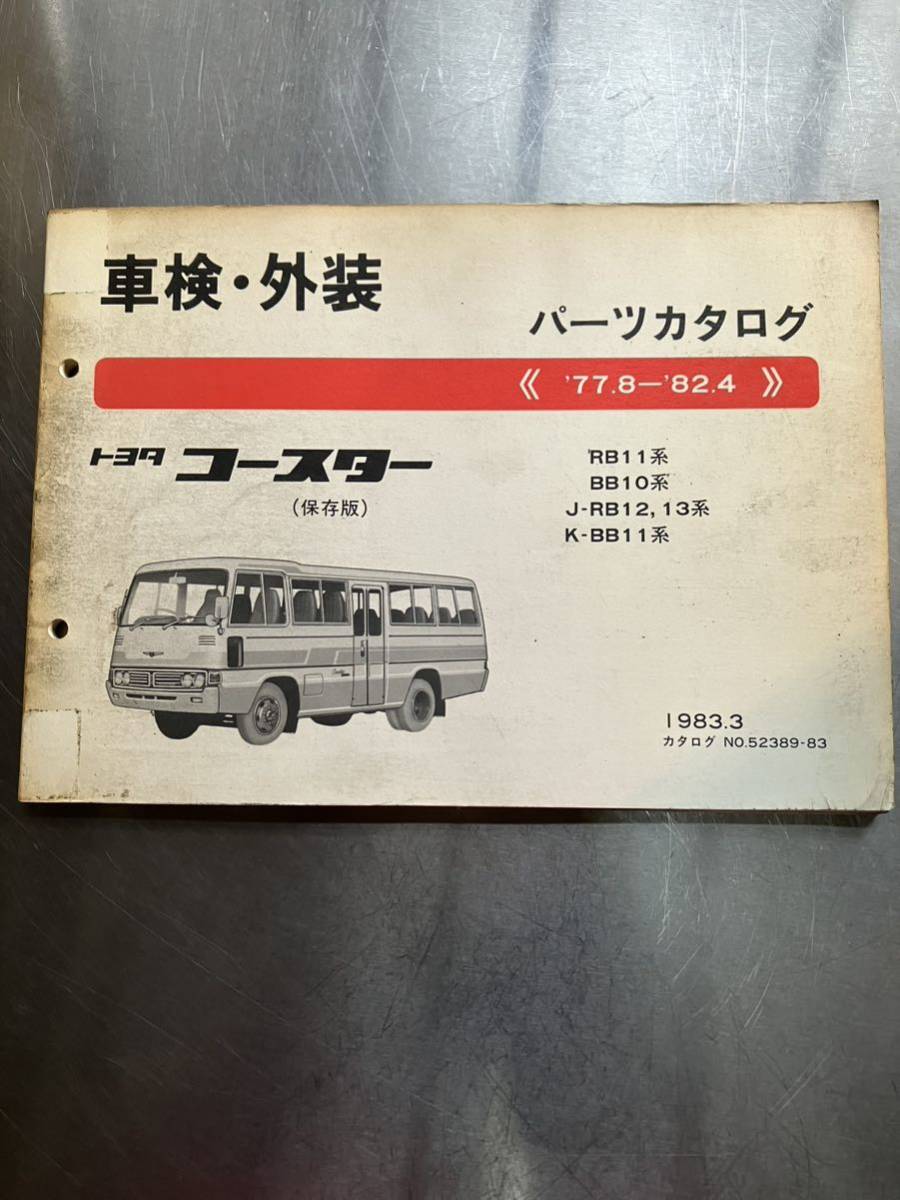 車検・外装
パーツカタログ
《 '77.8—'82.4 》
トヨタ コースター
(保存版)
RB11系
BB10系
J-RB12, 13系
K-BB11系
1983.3
カタログ NO.52389-83